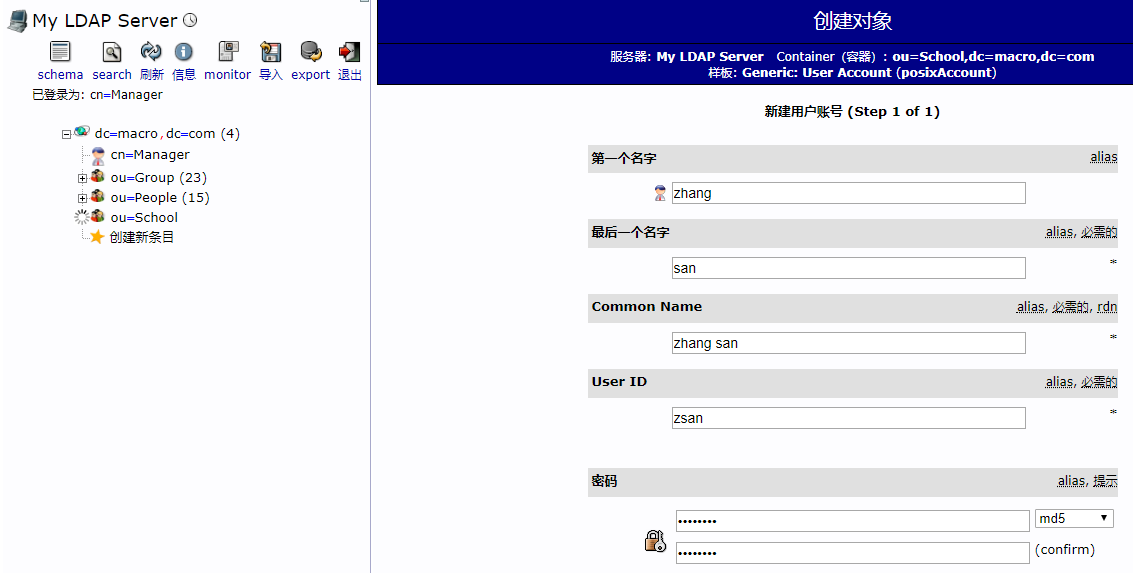 My LDAP Server
schema search 刷新 信息 monitor 导入 export 退出
已登录为: cn=Manager
dc=macro,dc=com (4)
cn=Manager
ou=Group (23)
ou=People (15)
ou=School
创建新条目
创建对象
服务器: My LDAP Server Container (容器) : ou=School,dc=macro,dc=com
样板: Generic: User Account (posixAccount)
新建用户账号 (Step 1 of 1)
第一个名字 alias
zhang
最后一个名字 alias, 必需的
san *
Common Name alias, 必需的, rdn
zhang san *
User ID alias, 必需的
zsan *
密码 alias, 提示
•••••••• md5
•••••••• (confirm)